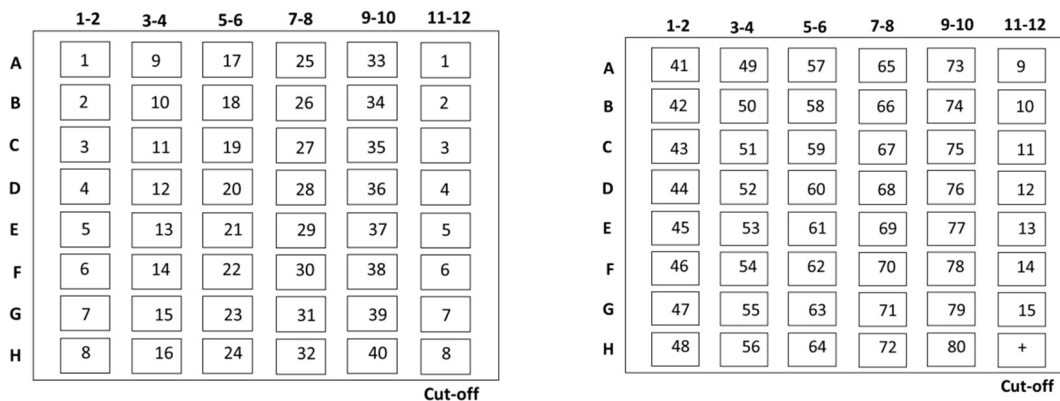 1-2 3-4 5-6 7-8 9-10 11-12
A 1 9 17 25 33 1
B 2 10 18 26 34 2
C 3 11 19 27 35 3
D 4 12 20 28 36 4
E 5 13 21 29 37 5
F 6 14 22 30 38 6
G 7 15 23 31 39 7
H 8 16 24 32 40 8
Cut-off
1-2 3-4 5-6 7-8 9-10 11-12
A 41 49 57 65 73 9
B 42 50 58 66 74 10
C 43 51 59 67 75 11
D 44 52 60 68 76 12
E 45 53 61 69 77 13
F 46 54 62 70 78 14
G 47 55 63 71 79 15
H 48 56 64 72 80 +
Cut-off